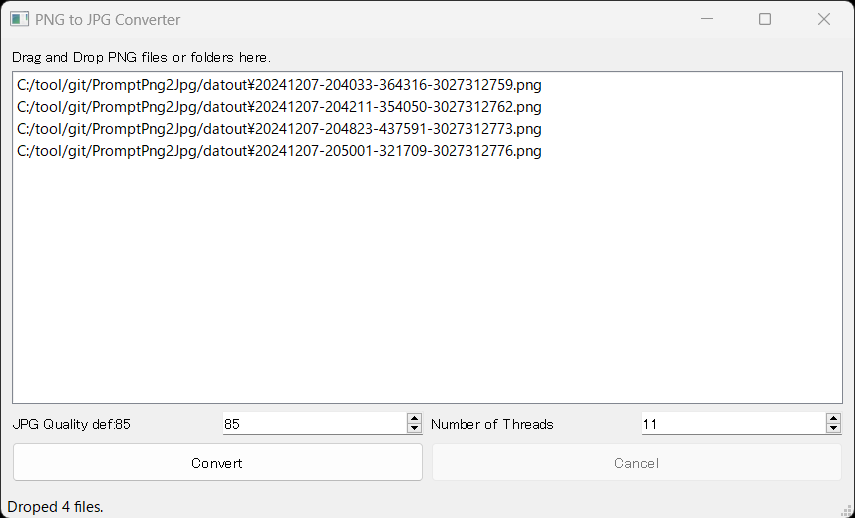 PNG to JPG Converter
Drag and Drop PNG files or folders here.
C:/tool/git/PromptPng2Jpg/datout¥20241207-204033-364316-3027312759.png
C:/tool/git/PromptPng2Jpg/datout¥20241207-204211-354050-3027312762.png
C:/tool/git/PromptPng2Jpg/datout¥20241207-204823-437591-3027312773.png
C:/tool/git/PromptPng2Jpg/datout¥20241207-205001-321709-3027312776.png
JPG Quality def:85 85 Number of Threads 11
Convert Cancel
Droped 4 files.